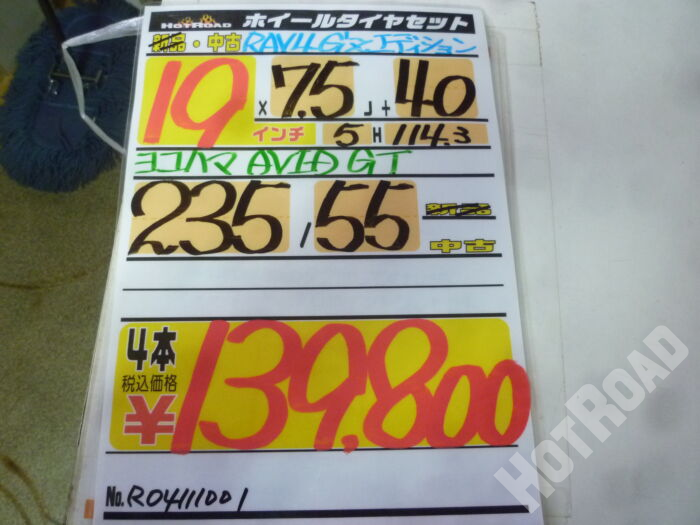 HOTROAD ホイールタイヤセット
新品・中古 RAV4 G"Z"エディション
19 x 7.5 J + 40
インチ 5 H 114.3
ヨコハマ AVID GT
235 / 55 新品
中古
4本
税込価格
¥139,800
No. R0411001
HOTROAD